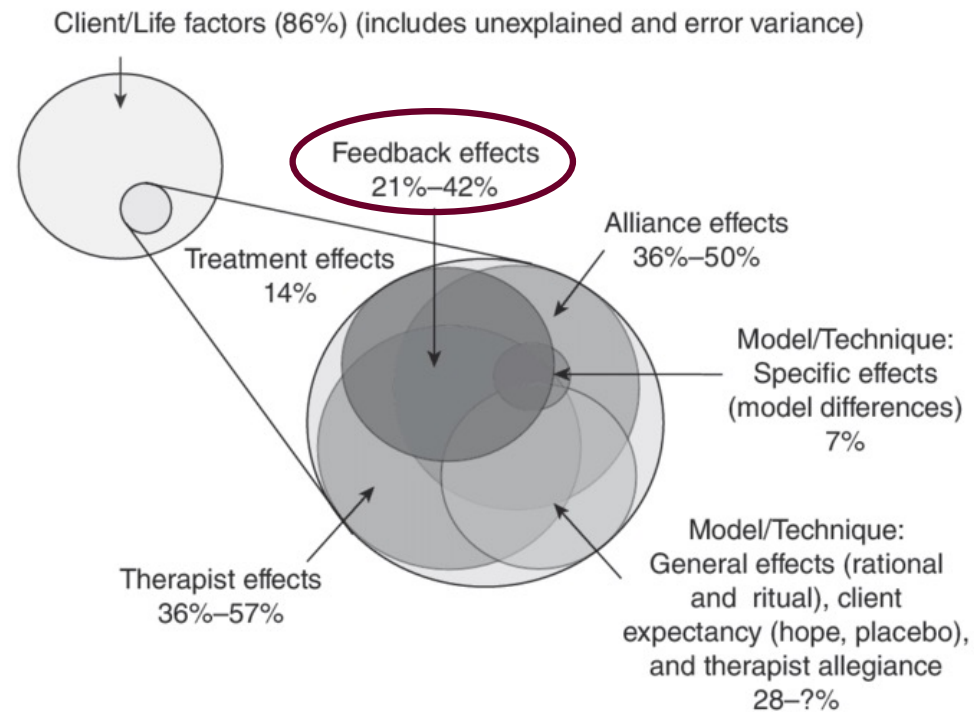 Client/Life factors (86%) (includes unexplained and error variance)
Feedback effects
21%–42%
Alliance effects
36%–50%
Treatment effects
14%
Model/Technique:
Specific effects
(model differences)
7%
Model/Technique:
General effects (rational
and ritual), client
expectancy (hope, placebo),
and therapist allegiance
28–?%
Therapist effects
36%–57%